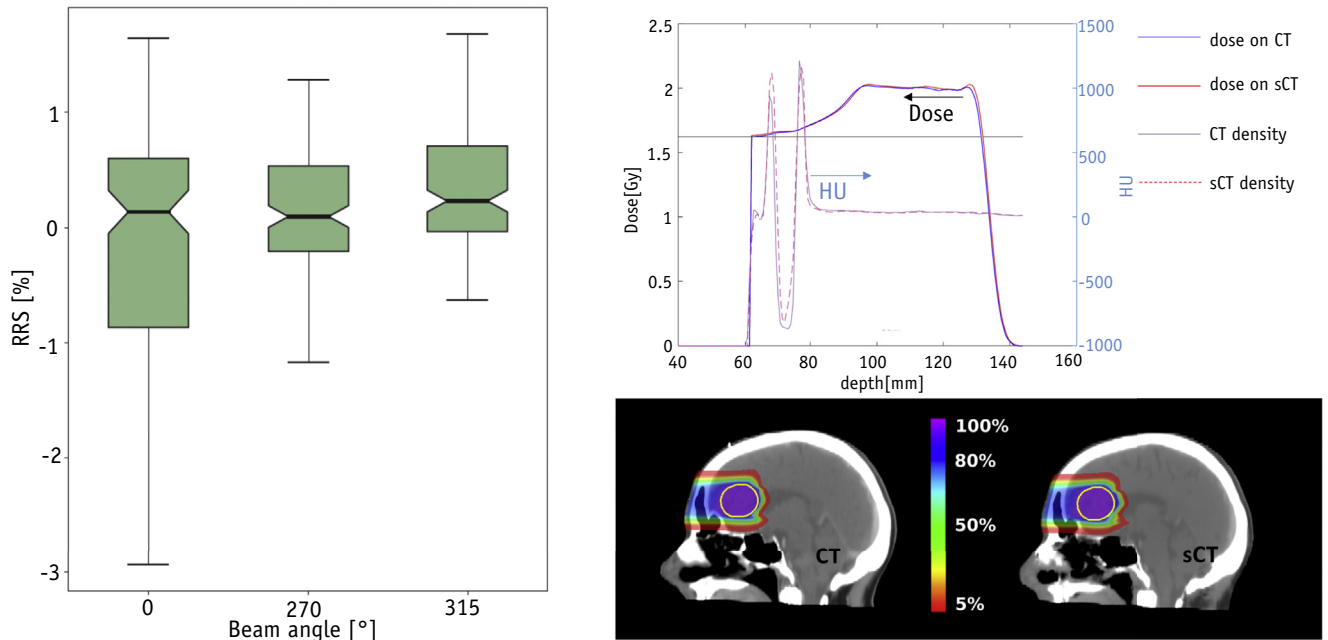 RRS [%]
1
0
-1
-2
-3
0 270 315
Beam angle [°]
Dose[Gy]
2.5
2
1.5
1
0.5
0
40 60 80 100 120 140 160
depth[mm]
1500
1000
500
0
-500
-1000
HU
Dose
HU
dose on CT
dose on sCT
CT density
sCT density
100%
80%
50%
5%
CT
sCT